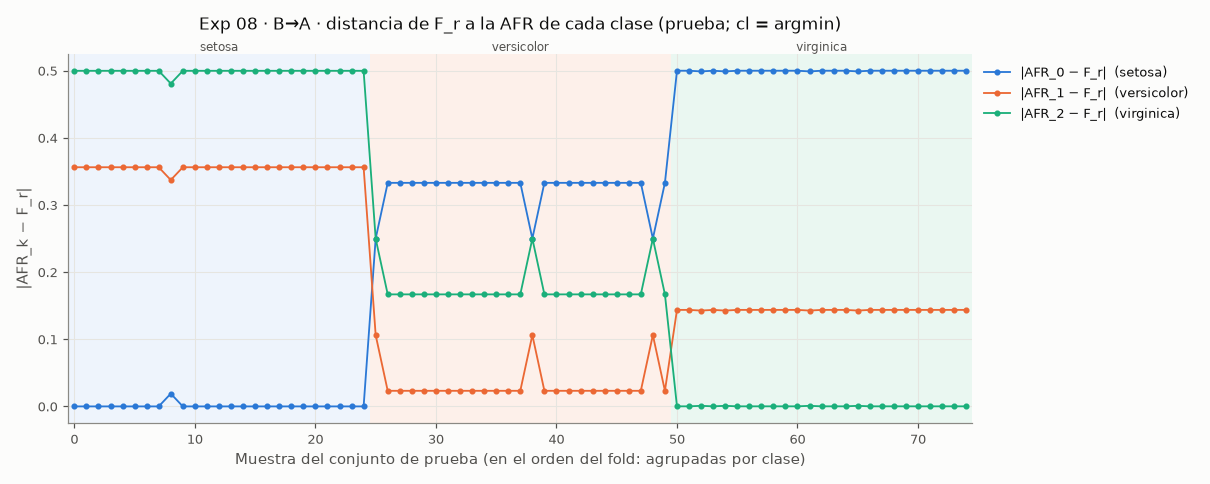 Exp 08 · B→A · distancia de F_r a la AFR de cada clase (prueba; cl = argmin)
setosa versicolor virginica
|AFR_0 − F_r| (setosa)
|AFR_1 − F_r| (versicolor)
|AFR_2 − F_r| (virginica)
|AFR_k − F_r|
0.5
0.4
0.3
0.2
0.1
0.0
0 10 20 30 40 50 60 70
Muestra del conjunto de prueba (en el orden del fold: agrupadas por clase)